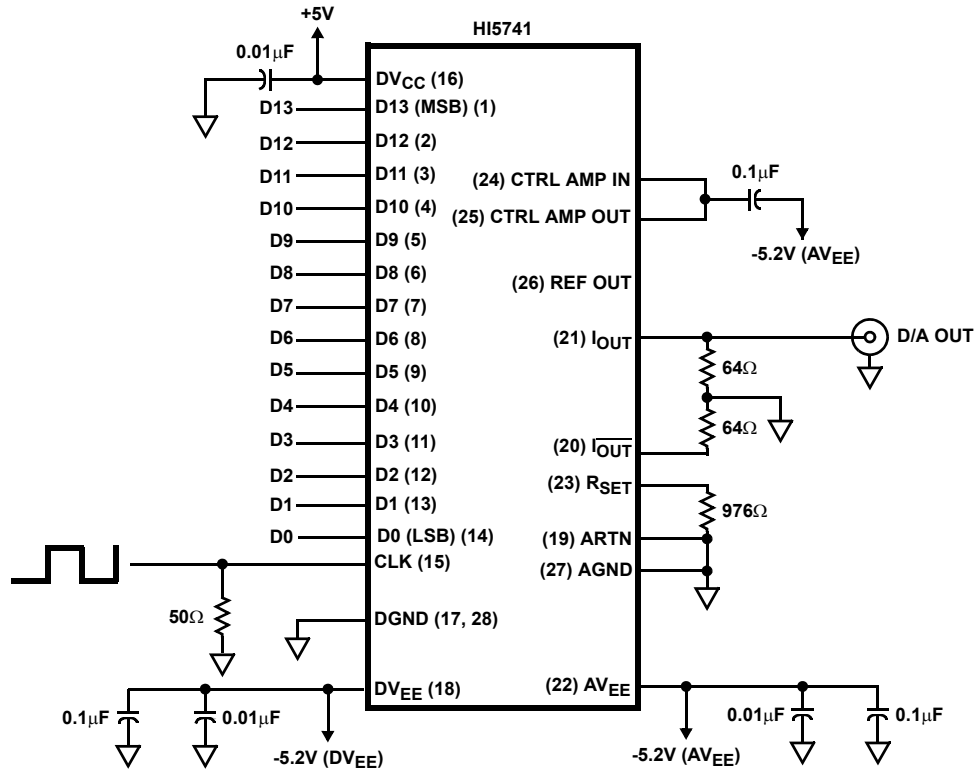 +5V
HI5741
0.01μF
DVCC (16)
D13 D13 (MSB) (1)
D12 D12 (2)
D11 D11 (3)
D10 D10 (4)
D9 D9 (5)
D8 D8 (6)
D7 D7 (7)
D6 D6 (8)
D5 D5 (9)
D4 D4 (10)
D3 D3 (11)
D2 D2 (12)
D1 D1 (13)
D0 D0 (LSB) (14)
CLK (15)
50Ω
DGND (17, 28)
DVEE (18)
0.1μF
0.01μF
-5.2V (DVEE)
(24) CTRL AMP IN
0.1μF
(25) CTRL AMP OUT
-5.2V (AVEE)
(26) REF OUT
(21) IOUT
D/A OUT
64Ω
64Ω
(20) I̅O̅U̅T̅
(23) RSET
976Ω
(19) ARTN
(27) AGND
(22) AVEE
0.01μF
0.1μF
-5.2V (AVEE)